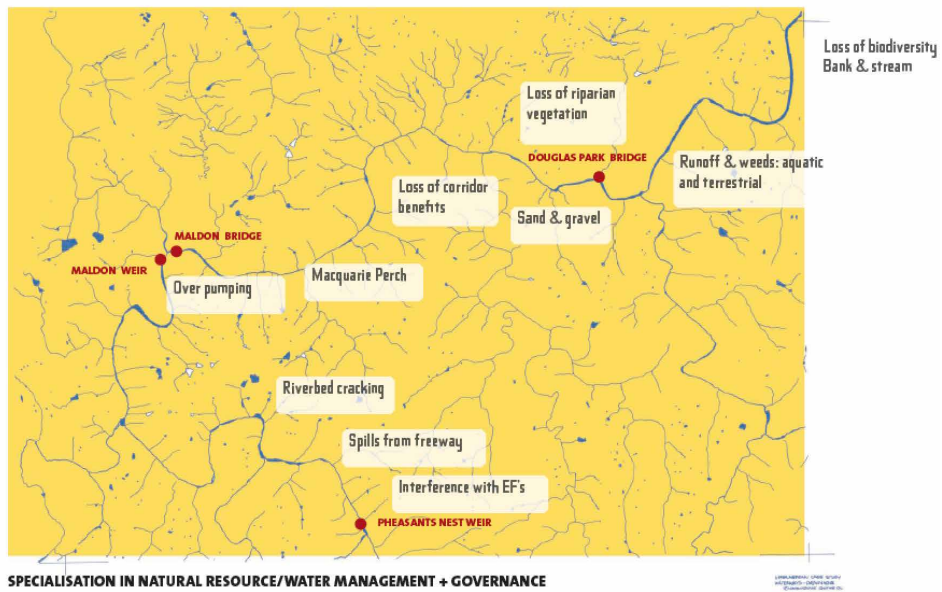 Loss of biodiversity
Bank & stream
Loss of riparian
vegetation
DOUGLAS PARK BRIDGE
Runoff & weeds: aquatic
and terrestrial
Loss of corridor
benefits
Sand & gravel
MALDON BRIDGE
MALDON WEIR
Macquarie Perch
Over pumping
Riverbed cracking
Spills from freeway
Interference with EF's
PHEASANTS NEST WEIR
SPECIALISATION IN NATURAL RESOURCE/WATER MANAGEMENT + GOVERNANCE